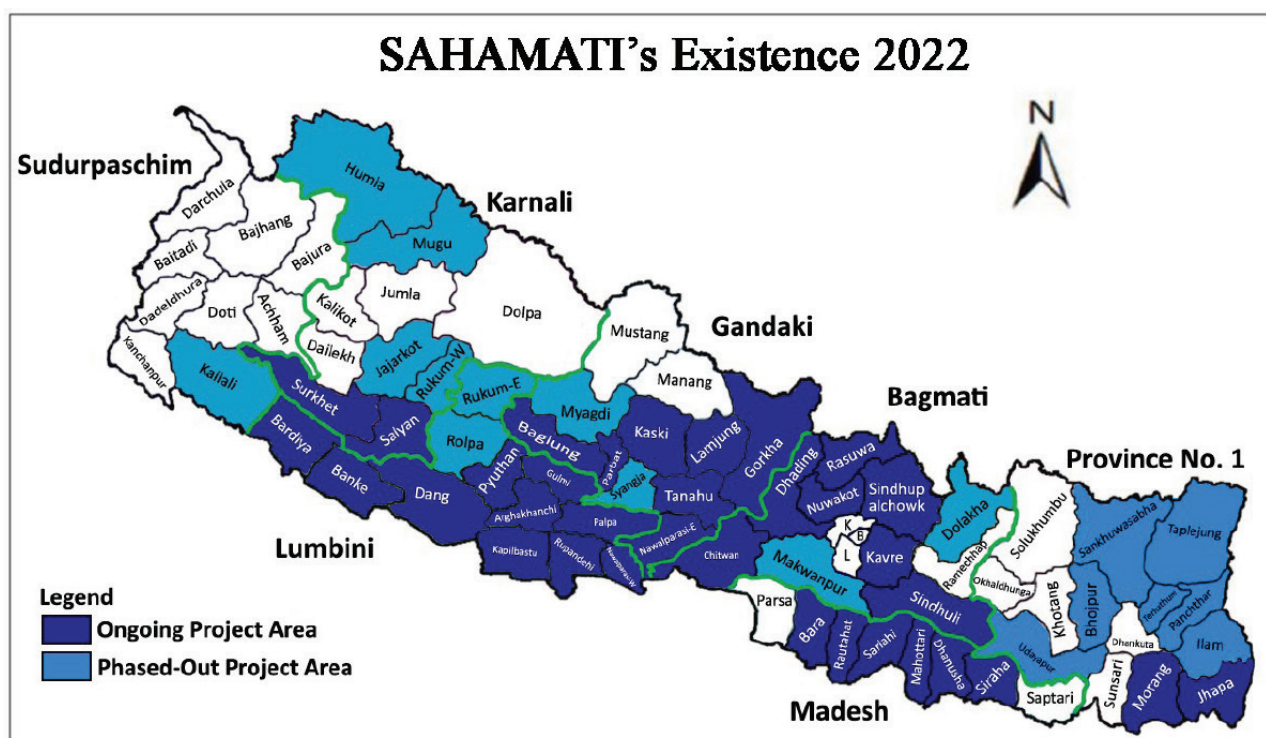 SAHAMATI's Existence 2022
N
Sudurpaschim
Humla
Darchula
Karnali
Bajhang
Mugu
Baitadi
Bajura
Jumla
Dadeldhura
Doti
Achham
Kalikot
Dolpa
Mustang
Gandaki
Dailekh
Jajarkot
Rukum-W
Kanchanpur
Kailali
Rukum-E
Manang
Bagmati
Surkhet
Myagdi
Salyan
Rolpa
Baglung
Parbat
Kaski
Lamjung
Gorkha
Dhading
Rasuwa
Province No. 1
Bardiya
Pyuthan
Gulmi
Syangja
Tanahu
Nuwakot
Sindhup
alchowk
Dolakha
Solukhumbu
Sankhuwasabha
Taplejung
Banke
Dang
Arghakhanchi
Palpa
Nawalparasi-E
K
B
L
Kavre
Ramechhap
Okhaldhunga
Khotang
Bhojpur
Terhathum
Panchthar
Lumbini
Kapilbastu
Rupandehi
Nawalparasi-W
Chitwan
Makwanpur
Sindhuli
Udayapur
Dhankuta
Ilam
Parsa
Bara
Rautahat
Sarlahi
Mahottari
Dhanusha
Siraha
Saptari
Sunsari
Morang
Jhapa
Madesh
Legend
Ongoing Project Area
Phased-Out Project Area